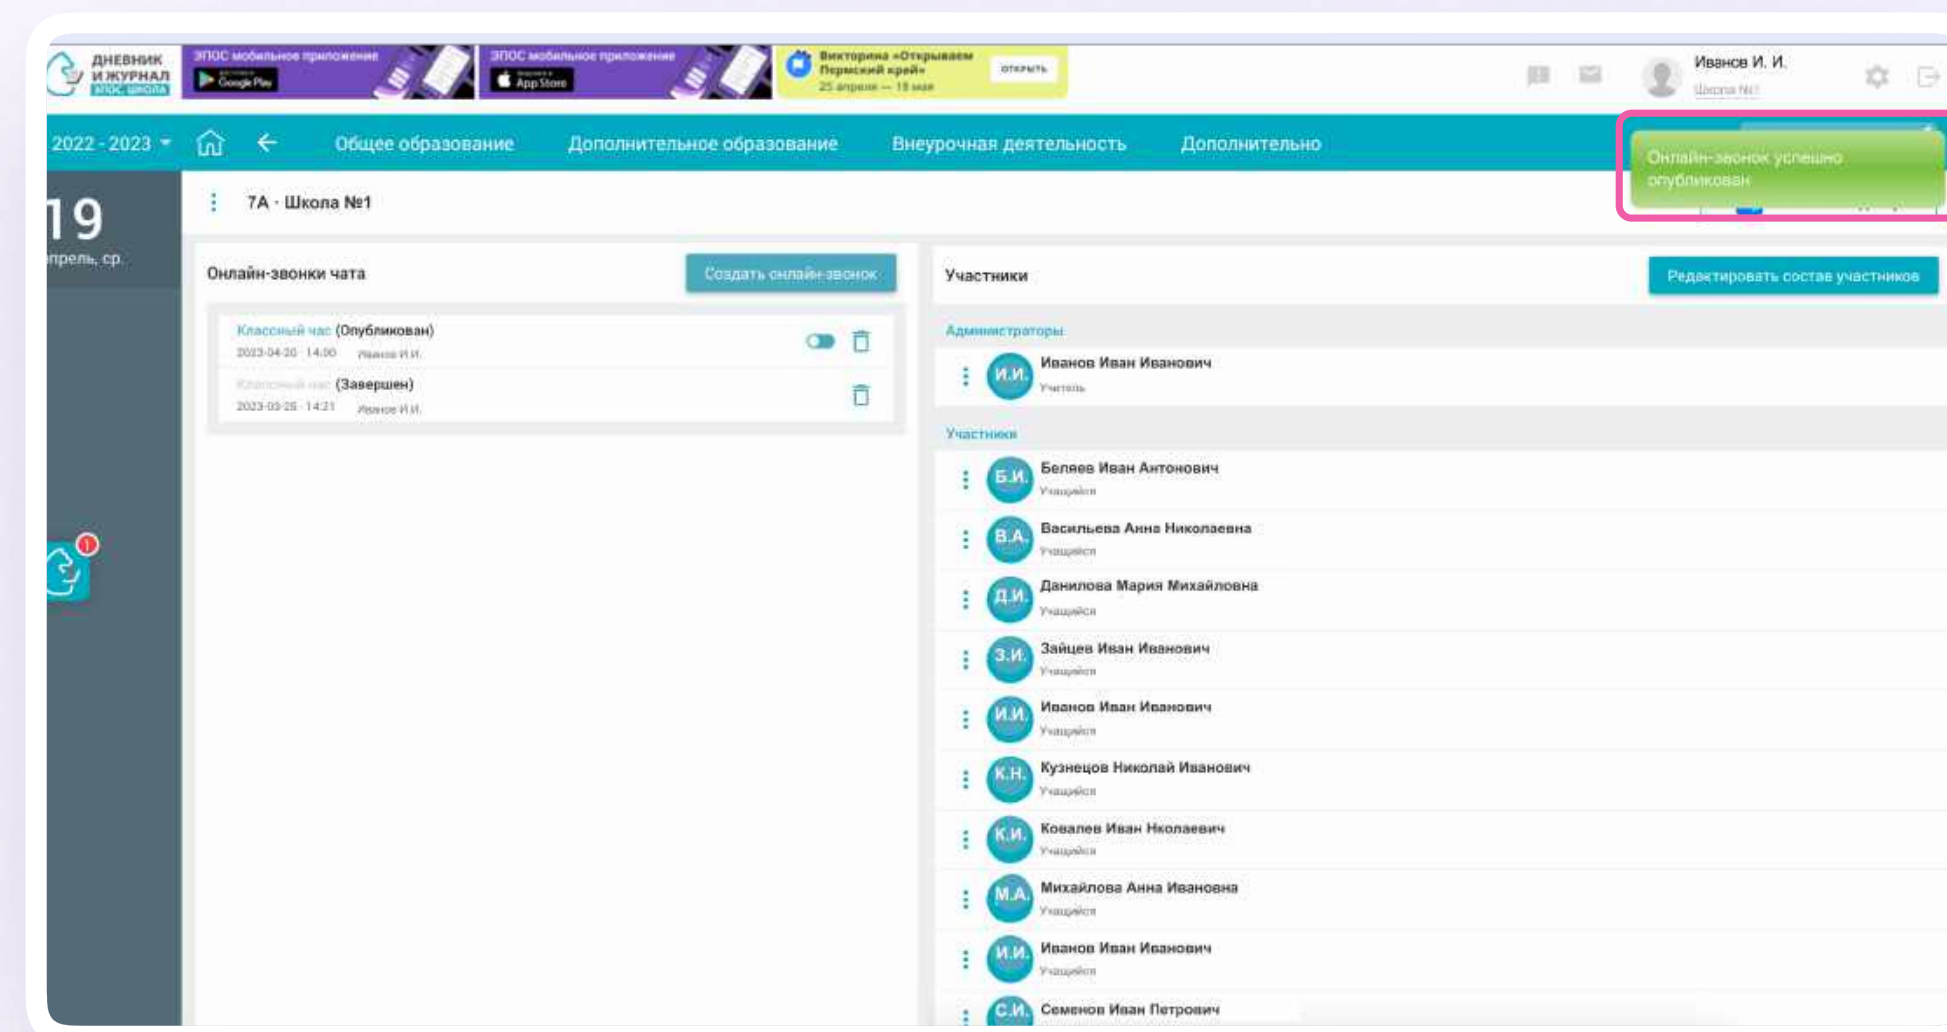 ДНЕВНИК
И ЖУРНАЛ
ЭПОС.ШКОЛА
ЭПОС мобильное приложение
Google Play
ЭПОС мобильное приложение
App Store
Викторина «Открываем
Пермский край»
25 апреля — 18 мая
ОТКРЫТЬ
Иванов И. И.
Школа №1
2022 - 2023
Общее образование
Дополнительное образование
Внеурочная деятельность
Дополнительно
Онлайн-звонок успешно
опубликован
19
апрель, ср.
7А · Школа №1
Онлайн-звонки чата
Создать онлайн-звонок
Классный час (Опубликован)
2023-04-20 · 14:00 Иванов И.И.
Классный час (Завершен)
14:21 Иванов И.И.
1
Участники
Редактировать состав участников
Администраторы
И.И.
Иванов Иван Иванович
Учитель
Участники
Б.И.
Беляев Иван Антонович
Учащийся
В.А.
Васильева Анна Николаевна
Учащийся
Д.И.
Данилова Мария Михайловна
Учащийся
З.И.
Зайцев Иван Иванович
Учащийся
И.И.
Иванов Иван Иванович
Учащийся
К.Н.
Кузнецов Николай Иванович
Учащийся
К.И.
Ковалев Иван Нколаевич
Учащийся
М.А.
Михайлова Анна Ивановна
Учащийся
И.И.
Иванов Иван Иванович
Учащийся
С.И.
Семенов Иван Петрович